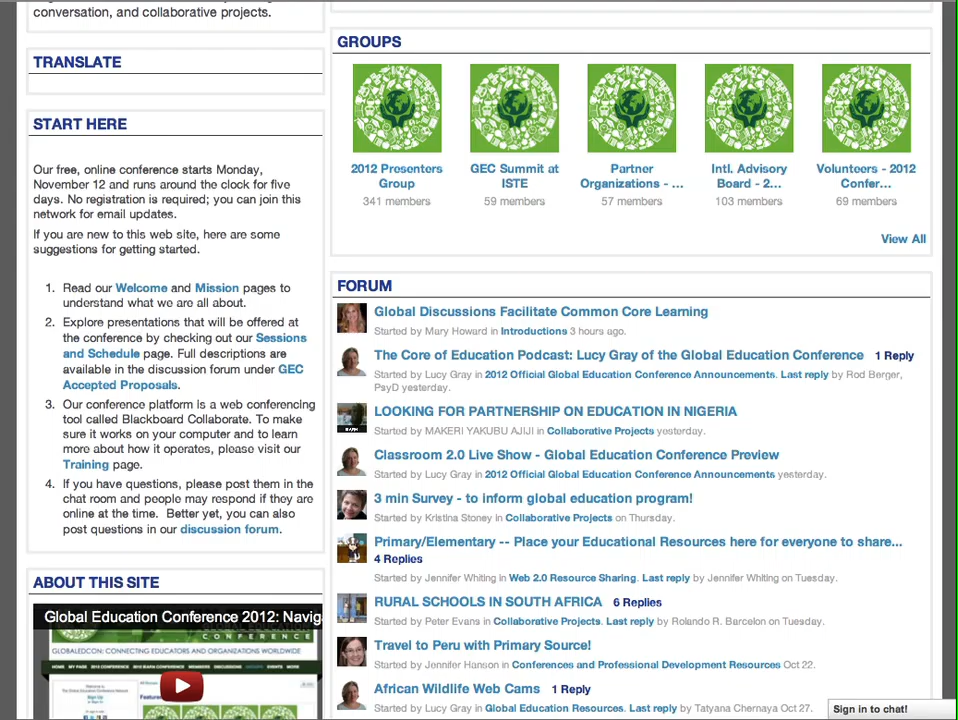 conversation, and collaborative projects.
TRANSLATE
START HERE
Our free, online conference starts Monday,
November 12 and runs around the clock for five
days. No registration is required; you can join this
network for email updates.
If you are new to this web site, here are some
suggestions for getting started.
1. Read our Welcome and Mission pages to
understand what we are all about.
2. Explore presentations that will be offered at
the conference by checking out our Sessions
and Schedule page. Full descriptions are
available in the discussion forum under GEC
Accepted Proposals.
3. Our conference platform is a web conferencing
tool called Blackboard Collaborate. To make
sure it works on your computer and to learn
more about how it operates, please visit our
Training page.
4. If you have questions, please post them in the
chat room and people may respond if they are
online at the time. Better yet, you can also
post questions in our discussion forum.
ABOUT THIS SITE
Global Education Conference 2012: Navig
CONFERENCE
GLOBALEDCON: CONNECTING EDUCATORS AND ORGANIZATIONS WORLDWIDE
GROUPS
2012 Presenters
Group
341 members
GEC Summit at
ISTE
59 members
Partner
Organizations - ...
57 members
Intl. Advisory
Board - 2...
103 members
Volunteers - 2012
Confer...
69 members
View All
FORUM
Global Discussions Facilitate Common Core Learning
Started by Mary Howard in Introductions 3 hours ago.
The Core of Education Podcast: Lucy Gray of the Global Education Conference 1 Reply
Started by Lucy Gray in 2012 Official Global Education Conference Announcements. Last reply by Rod Berger,
PsyD yesterday.
LOOKING FOR PARTNERSHIP ON EDUCATION IN NIGERIA
Started by MAKERI YAKUBU AJIJI in Collaborative Projects yesterday.
Classroom 2.0 Live Show - Global Education Conference Preview
Started by Lucy Gray in 2012 Official Global Education Conference Announcements yesterday.
3 min Survey - to inform global education program!
Started by Kristina Stoney in Collaborative Projects on Thursday.
Primary/Elementary -- Place your Educational Resources here for everyone to share...
4 Replies
Started by Jennifer Whiting in Web 2.0 Resource Sharing. Last reply by Jennifer Whiting on Tuesday.
RURAL SCHOOLS IN SOUTH AFRICA 6 Replies
Started by Peter Evans in Collaborative Projects. Last reply by Rolando R. Barcelon on Tuesday.
Travel to Peru with Primary Source!
Started by Jennifer Hanson in Conferences and Professional Development Resources Oct 22.
African Wildlife Web Cams 1 Reply
Started by Lucy Gray in Global Education Resources. Last reply by Tatyana Chernaya Oct 27.
Sign in to chat!